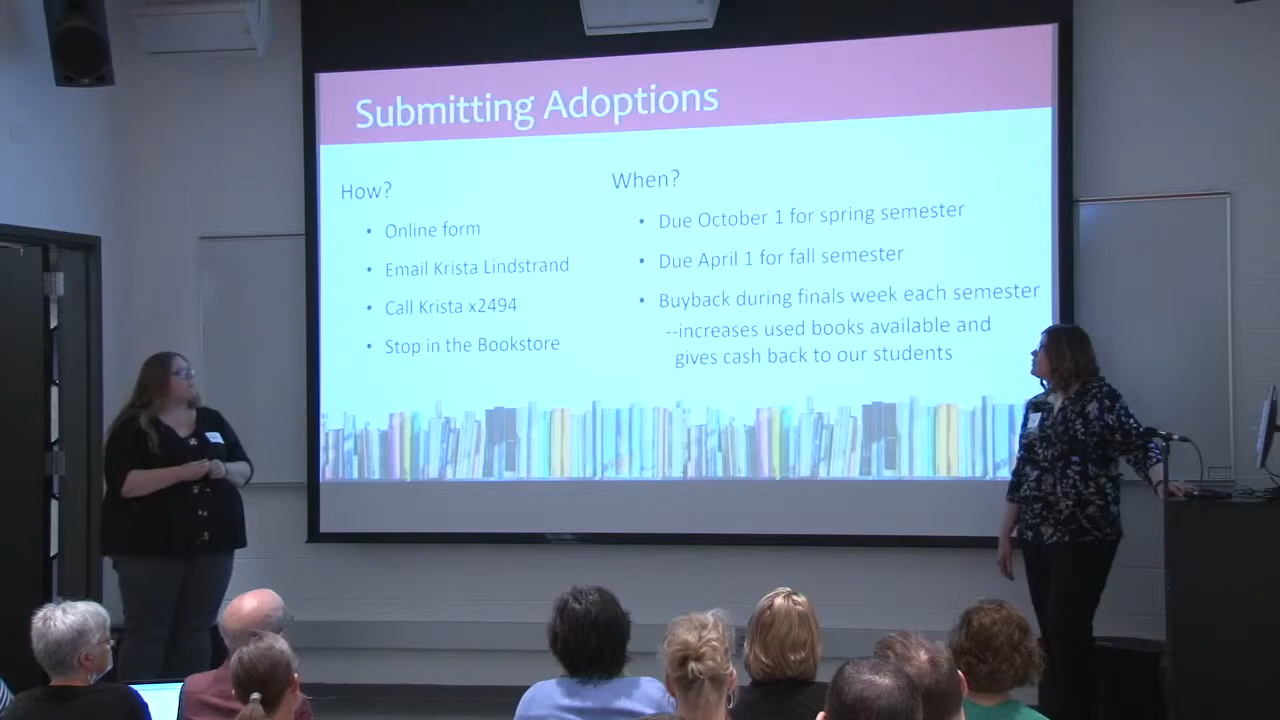 Submitting Adoptions
How?
• Online form
• Email Krista Lindstrand
• Call Krista x2494
• Stop in the Bookstore
When?
• Due October 1 for spring semester
• Due April 1 for fall semester
• Buyback during finals week each semester
--increases used books available and
gives cash back to our students